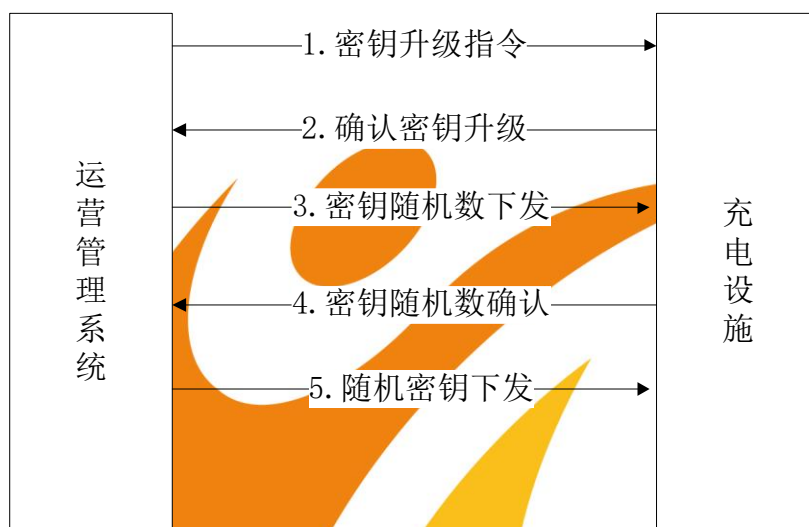 1.密钥升级指令
2.确认密钥升级
3.密钥随机数下发
4.密钥随机数确认
5.随机密钥下发
运营管理系统
充电设施